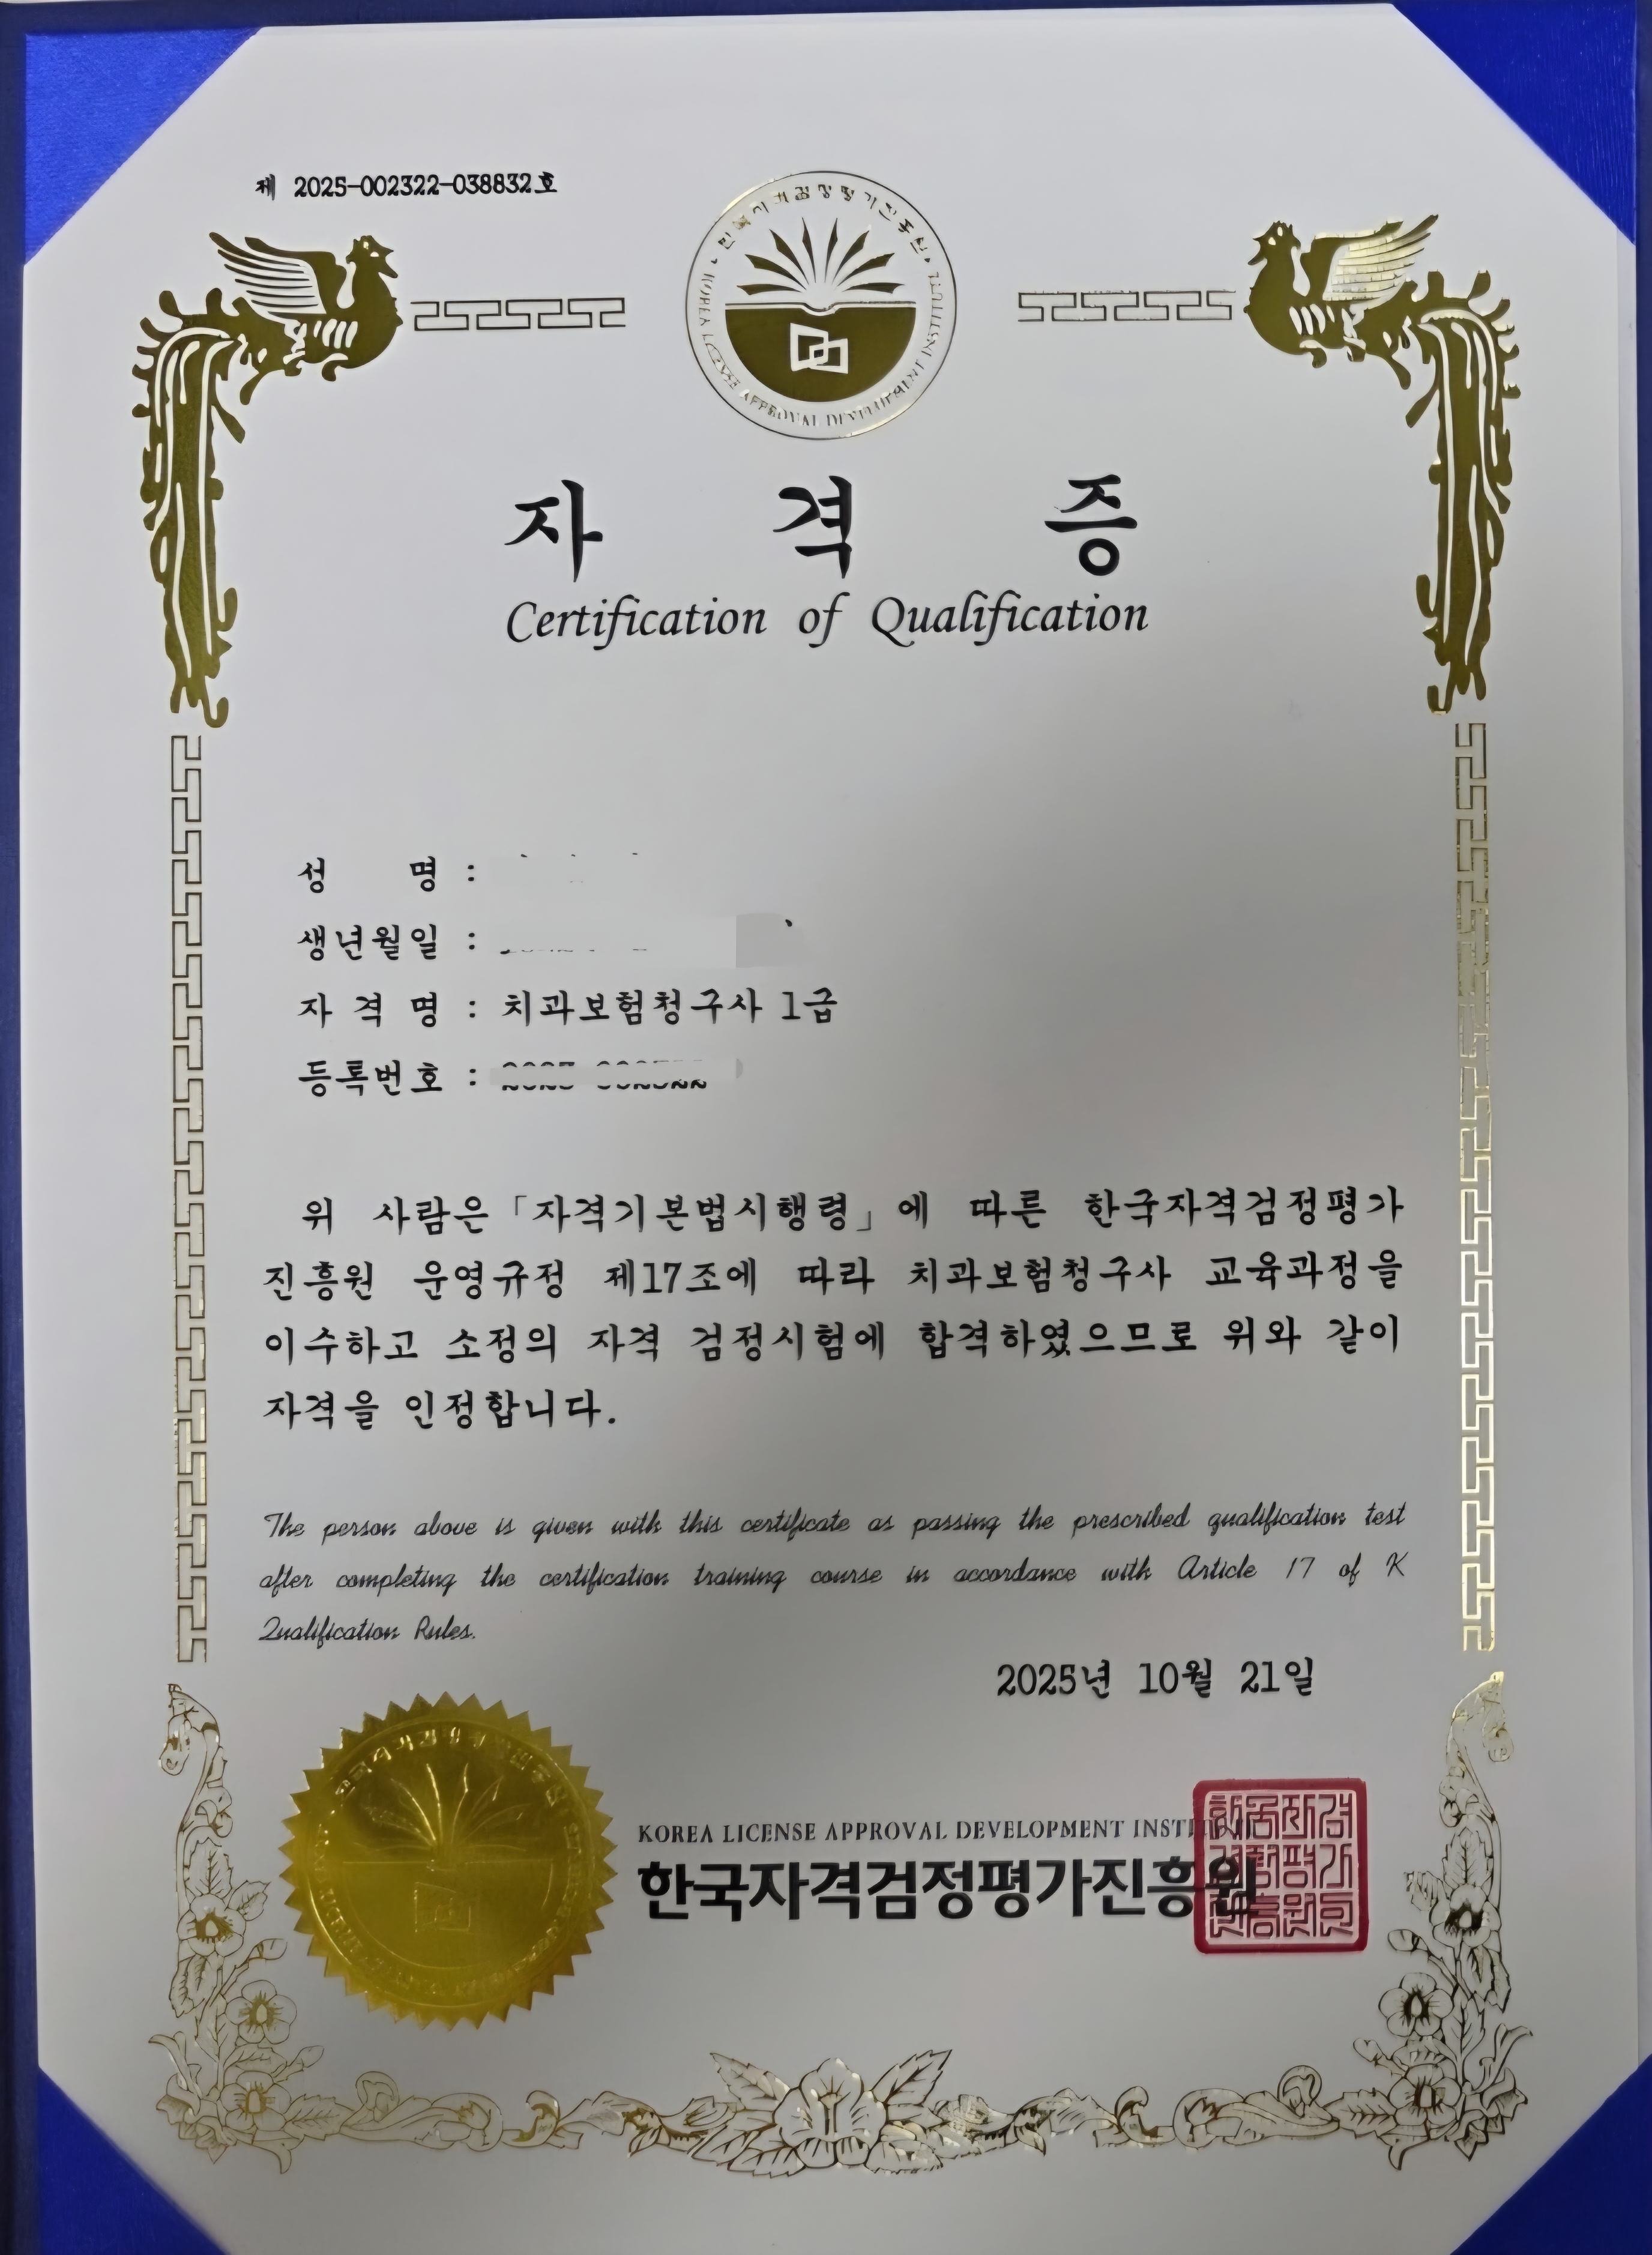 제 2025-002322-038832호
자 격 증
Certification of Qualification
성 명 :
생년월일 :
자 격 명 : 치과보험청구사 1급
등록번호 :
위 사람은 「자격기본법시행령」에 따른 한국자격검정평가
진흥원 운영규정 제17조에 따라 치과보험청구사 교육과정을
이수하고 소정의 자격 검정시험에 합격하였으므로 위와 같이
자격을 인정합니다.
The person above is given with this certificate as passing the prescribed qualification test
after completing the certification training course in accordance with Article 17 of K
Qualification Rules.
2025년 10월 21일
KOREA LICENSE APPROVAL DEVELOPMENT INSTITUTE
한국자격검정평가진흥원